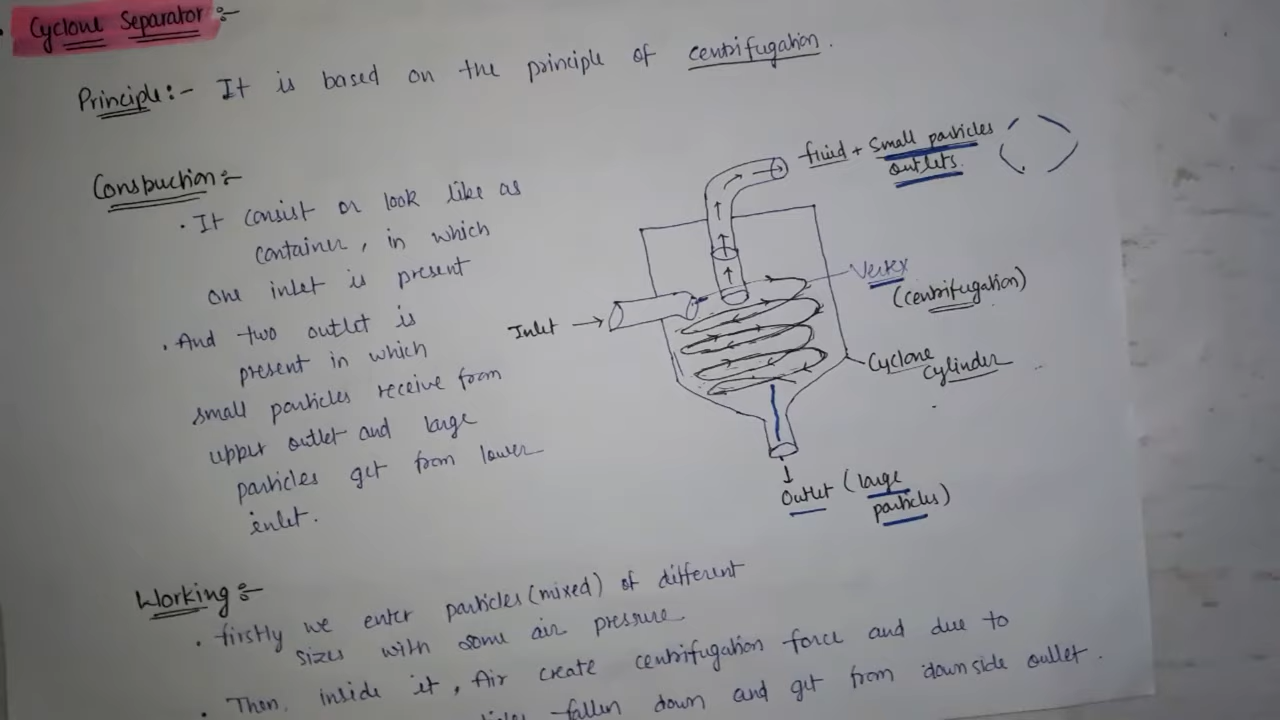 Cyclone Separator:-
Principle:- It is based on the principle of centrifugation.
Construction:-
• It consist or look like as
container, in which
one inlet is present
• And two outlet is
present in which
small particles receive from
upper outlet and large
particles get from lower
inlet.
fluid + small particles
outlets.
Vertex
(centrifugation)
Inlet →
Cyclone
cylinder
Outlet (large
particles)
Working:-
• firstly we enter particles (mixed) of different
sizes with some air pressure
• Then, inside it, Air create centrifugation force and due to
fallen down and get from downside outlet.